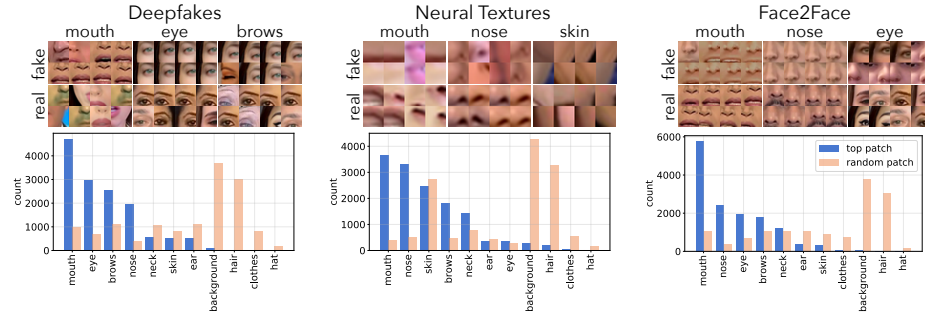 Deepfakes
mouth eye brows
fake
real
count
4000
3000
2000
1000
0
mouth
eye
brows
nose
neck
skin
ear
background
hair
clothes
hat
Neural Textures
mouth nose skin
fake
real
count
4000
3000
2000
1000
0
mouth
nose
skin
brows
neck
ear
eye
background
hair
clothes
hat
Face2Face
mouth nose eye
fake
real
count
6000
4000
2000
0
top patch
random patch
mouth
nose
eye
brows
neck
ear
skin
clothes
background
hair
hat